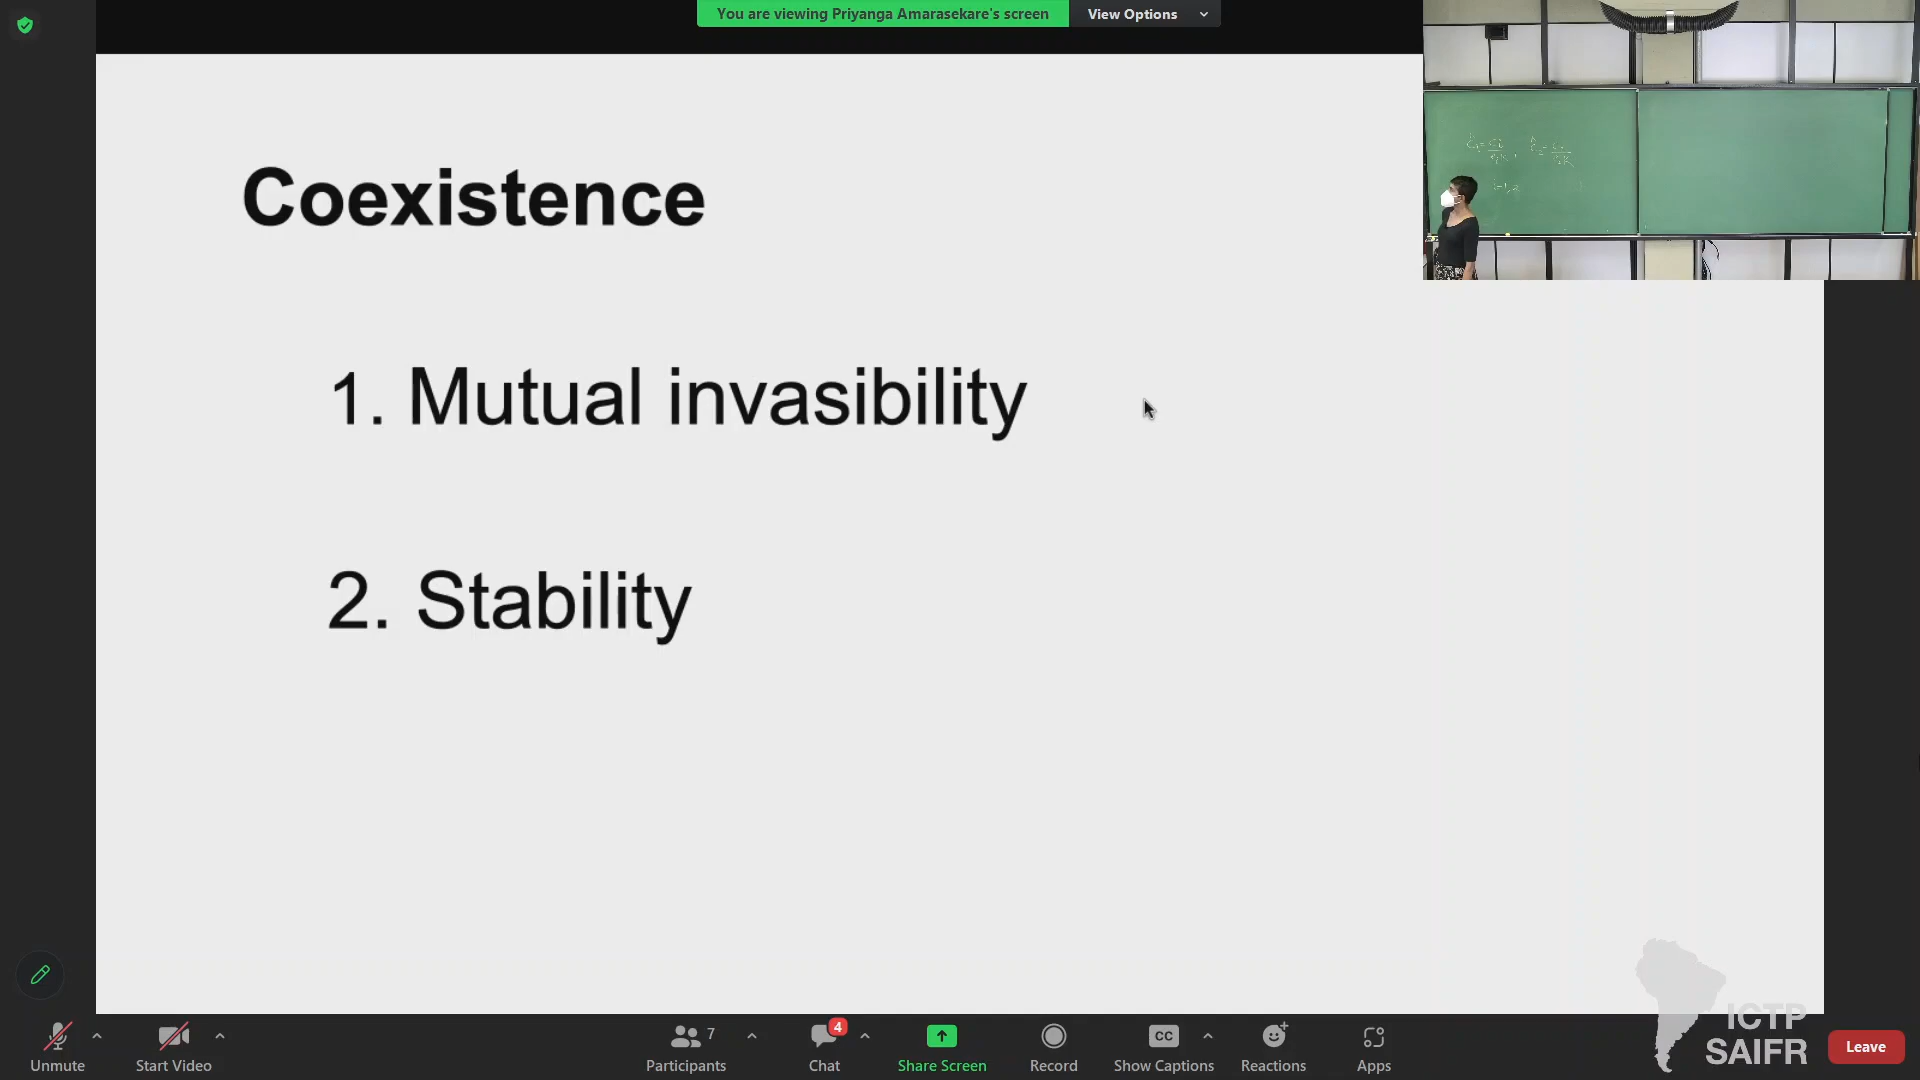 You are viewing Priyanga Amarasekare's screen
View Options
Coexistence
1. Mutual invasibility
2. Stability
Unmute
Start Video
7
Participants
4
Chat
Share Screen
Record
CC
Show Captions
Reactions
Apps
ICTP
SAIFR
Leave